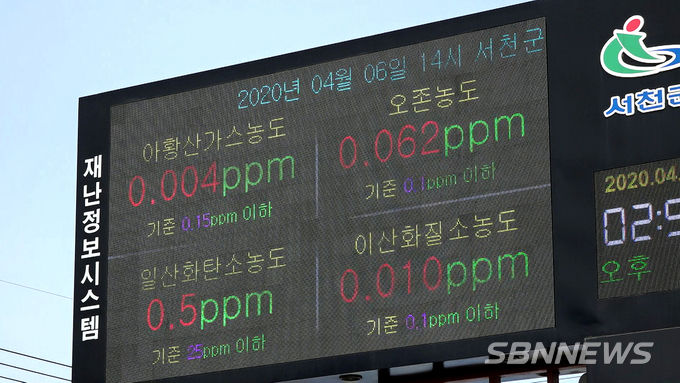 재난정보시스템
2020년 04월 06일 14시 서천군
아황산가스농도
0.004ppm
기준 0.15ppm 이하
오존농도
0.062ppm
기준 0.1ppm 이하
일산화탄소농도
0.5ppm
기준 25ppm 이하
이산화질소농도
0.010ppm
기준 0.1ppm 이하
서천군
2020.04.
오후
SBNNEWS